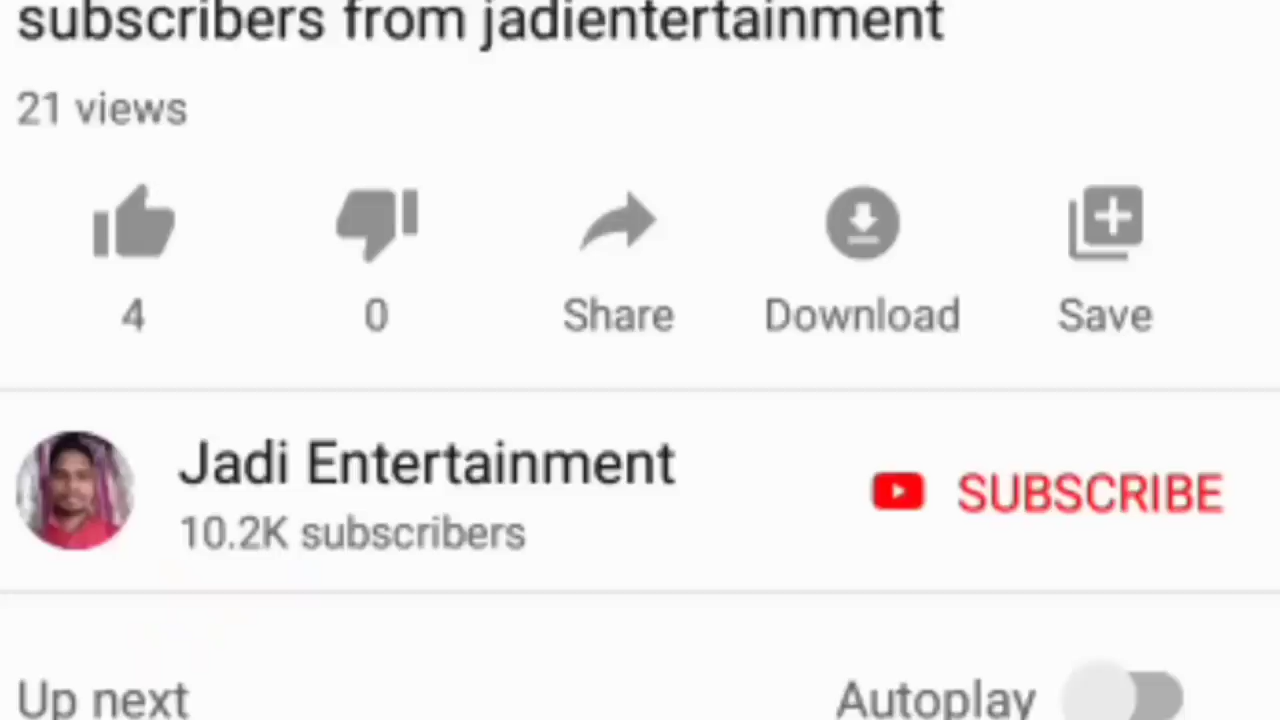 subscribers from jadientertainment
21 views
4
0
Share
Download
Save
Jadi Entertainment
10.2K subscribers
SUBSCRIBE
Up next
Autoplay